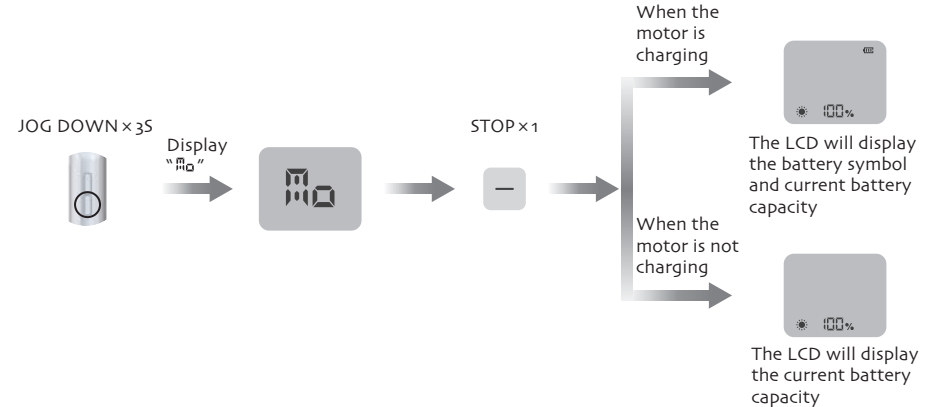 JOG DOWN × 3S
Display
“Mo”
Mo
STOP × 1
When the
motor is
charging
100%
The LCD will display
the battery symbol
and current battery
capacity
When the
motor is not
charging
100%
The LCD will display
the current battery
capacity